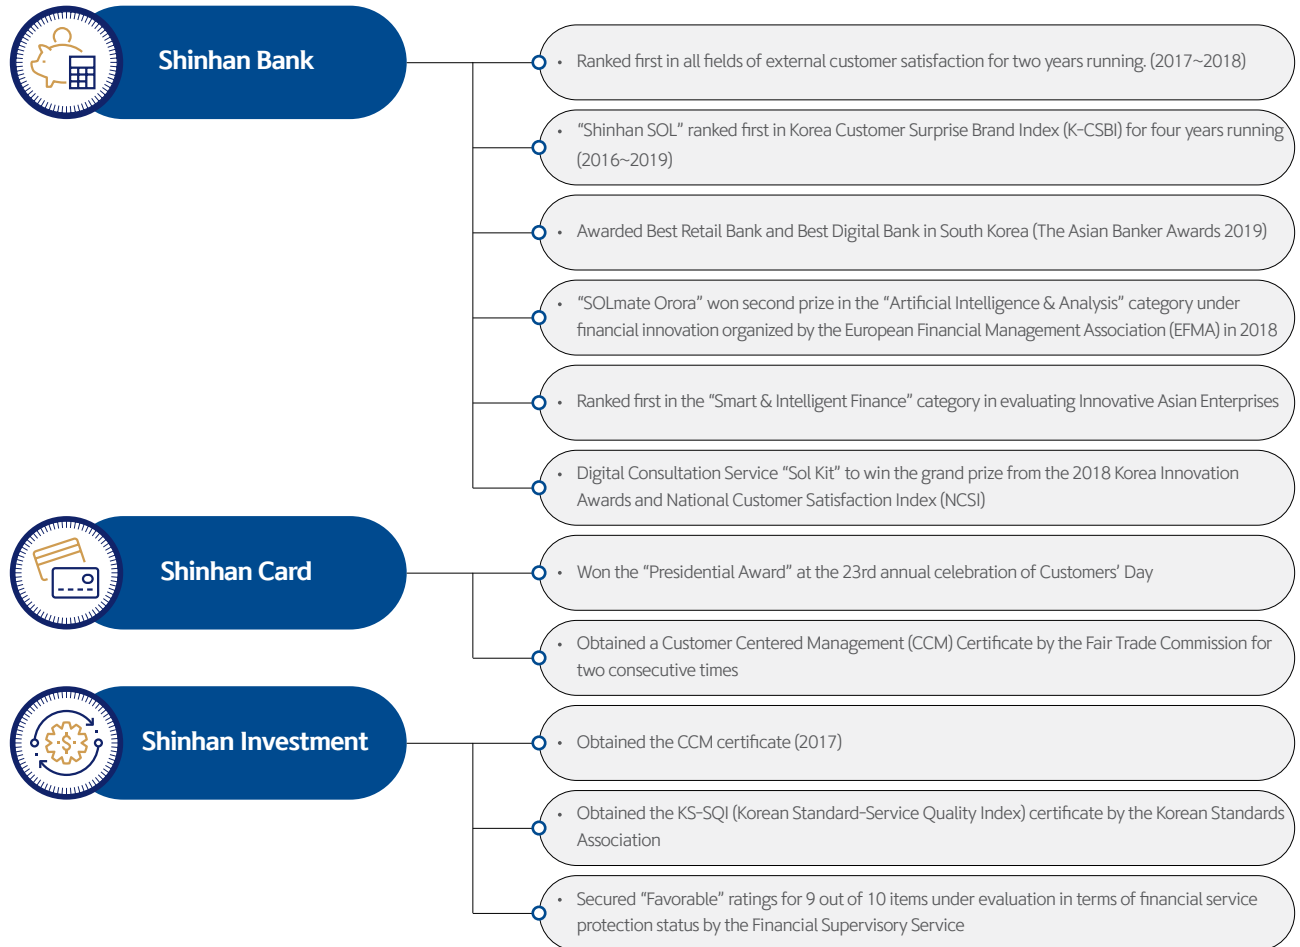 Shinhan Bank
• Ranked first in all fields of external customer satisfaction for two years running. (2017~2018)
• “Shinhan SOL” ranked first in Korea Customer Surprise Brand Index (K-CSBI) for four years running
(2016~2019)
• Awarded Best Retail Bank and Best Digital Bank in South Korea (The Asian Banker Awards 2019)
• “SOLmate Orora” won second prize in the “Artificial Intelligence & Analysis” category under
financial innovation organized by the European Financial Management Association (EFMA) in 2018
• Ranked first in the “Smart & Intelligent Finance” category in evaluating Innovative Asian Enterprises
• Digital Consultation Service “Sol Kit” to win the grand prize from the 2018 Korea Innovation
Awards and National Customer Satisfaction Index (NCSI)
Shinhan Card
• Won the “Presidential Award” at the 23rd annual celebration of Customers’ Day
• Obtained a Customer Centered Management (CCM) Certificate by the Fair Trade Commission for
two consecutive times
Shinhan Investment
• Obtained the CCM certificate (2017)
• Obtained the KS-SQI (Korean Standard-Service Quality Index) certificate by the Korean Standards
Association
• Secured “Favorable” ratings for 9 out of 10 items under evaluation in terms of financial service
protection status by the Financial Supervisory Service